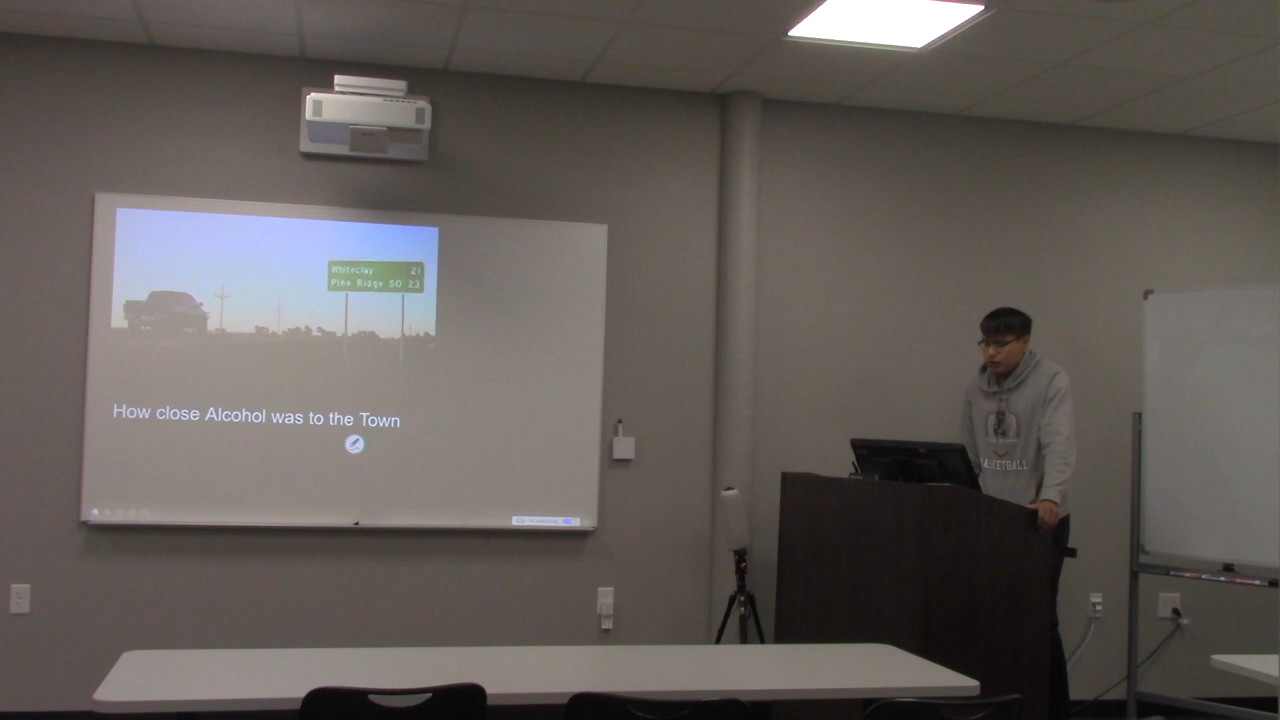 Whiteclay 21
Pine Ridge SD 23
How close Alcohol was to the Town
BASKETBALL